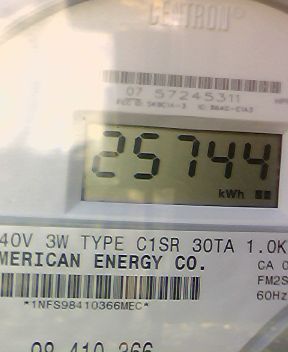 CENTRON®
07 57245311
25744
kWh
40V 3W TYPE C1SR 30TA 1.0K
MERICAN ENERGY CO.
CA 0
FM2S
60Hz
*1NFS98410366MEC*
98 410 366